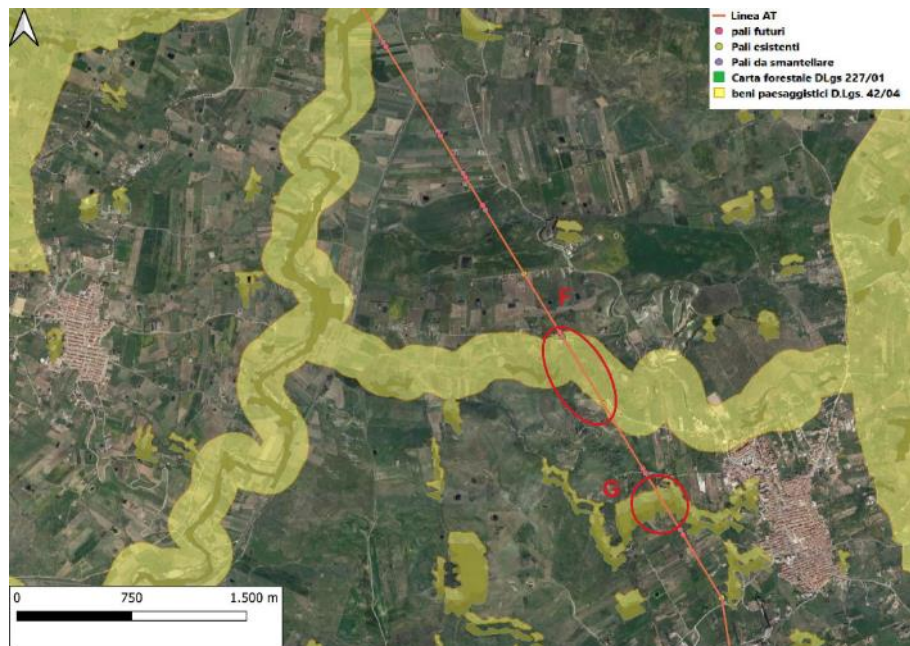 Linea AT
pali futuri
Pali esistenti
Pali da smantellare
Carta forestale DLgs 227/01
beni paesaggistici D.Lgs. 42/04
F
G
0 750 1.500 m